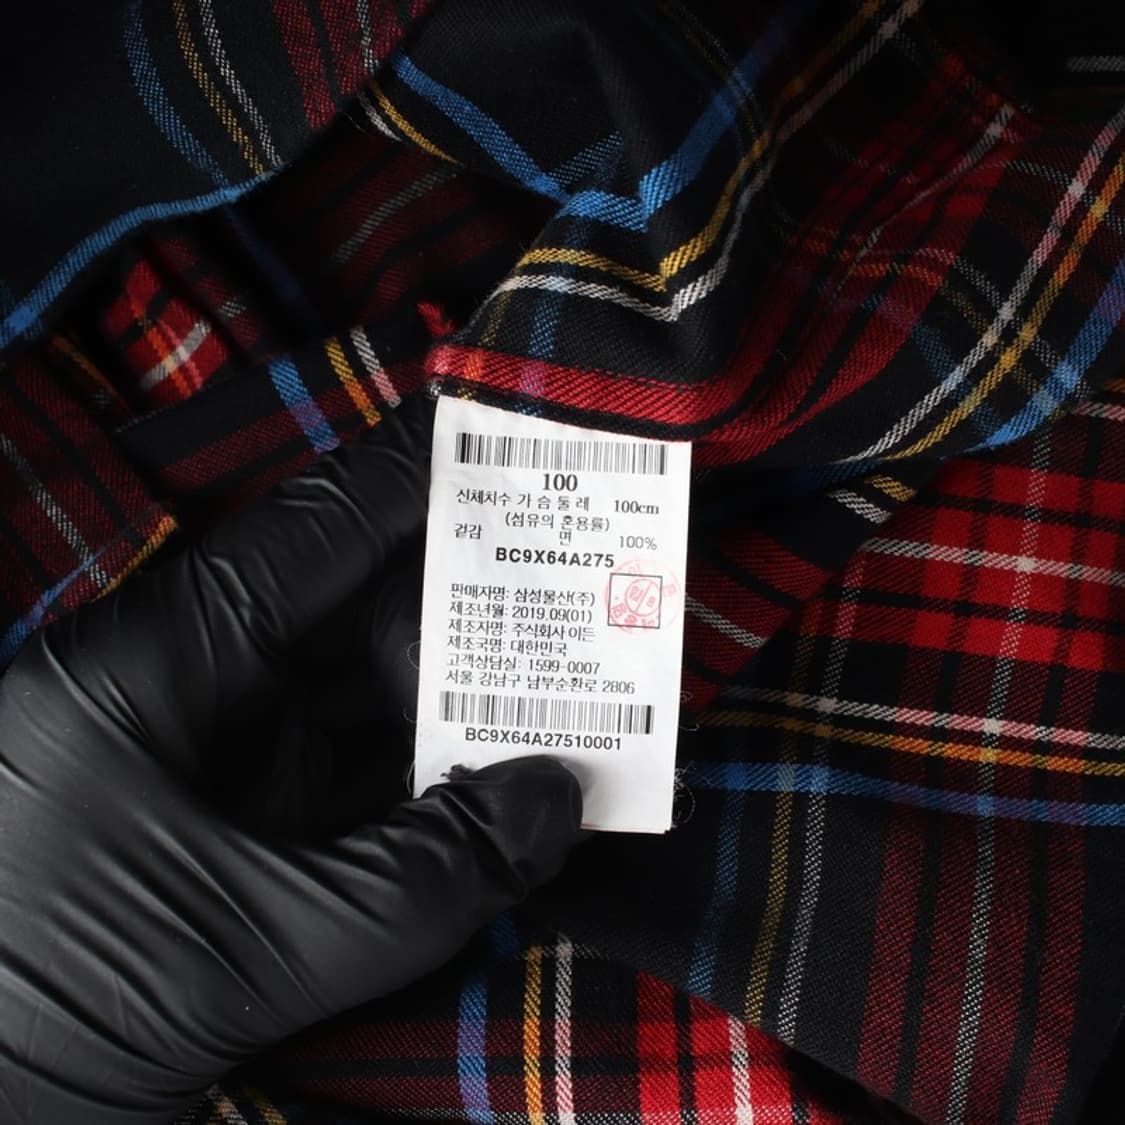 100
신체치수 가 슴 둘 레 100cm
(섬유의 혼용률)
겉감 면 100%
BC9X64A275
판매자명: 삼성물산(주)
제조년월: 2019.09(01)
제조자명: 주식회사 이든
제조국명: 대한민국
고객상담실: 1599-0007
서울 강남구 남부순환로 2806
BC9X64A27510001